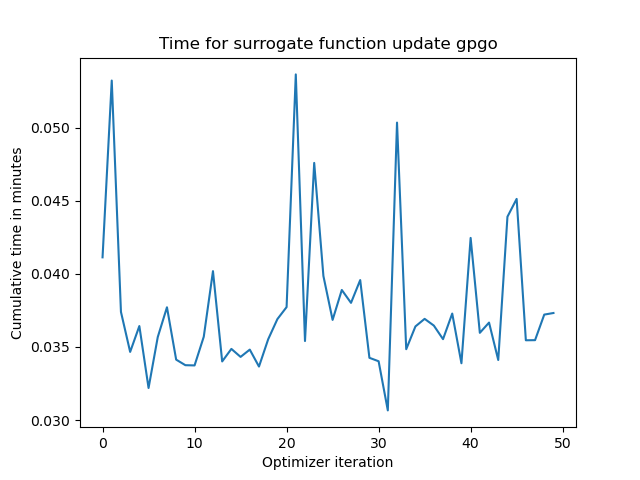 Time for surrogate function update gpgo
Cumulative time in minutes
0.050
0.045
0.040
0.035
0.030
0 10 20 30 40 50
Optimizer iteration